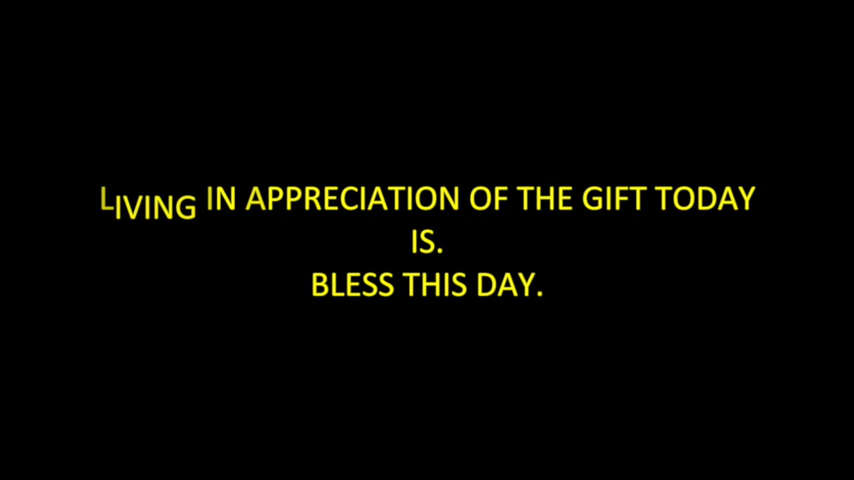 LIVING IN APPRECIATION OF THE GIFT TODAY
IS.
BLESS THIS DAY.